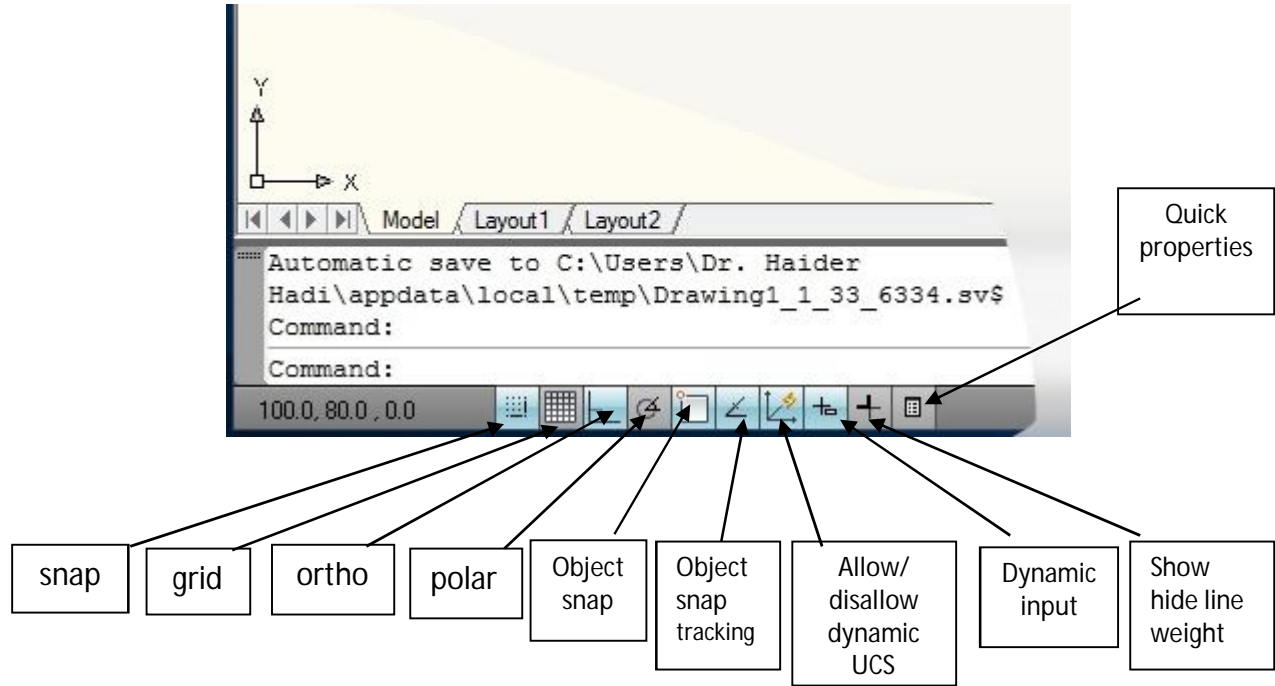 Y
X
Model Layout1 Layout2
Quick
properties
Automatic save to C:\Users\Dr. Haider
Hadi\appdata\local\temp\Drawing1_1_33_6334.sv$
Command:
Command:
100.0, 80.0 , 0.0
snap
grid
ortho
polar
Object
snap
Object
snap
tracking
Allow/
disallow
dynamic
UCS
Dynamic
input
Show
hide line
weight